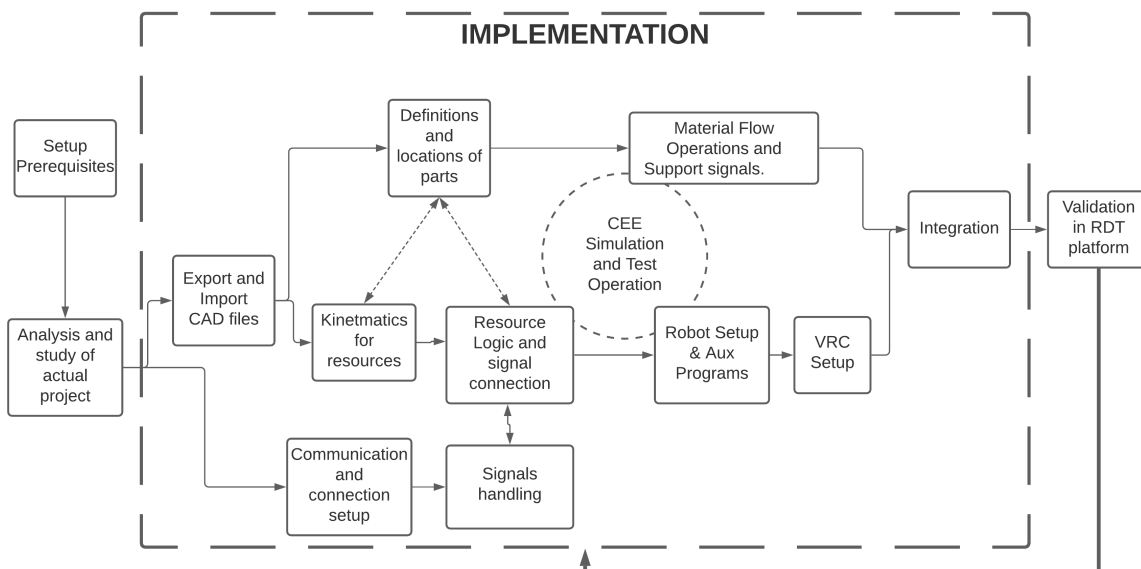 IMPLEMENTATION
Setup
Prerequisites
Analysis and
study of
actual
project
Export and
Import
CAD files
Definitions
and
locations of
parts
Kinetmatics
for
resources
Resource
Logic and
signal
connection
Communication
and
connection
setup
Signals
handling
Material Flow
Operations and
Support signals.
CEE
Simulation
and Test
Operation
Robot Setup
& Aux
Programs
VRC
Setup
Integration
Validation
in RDT
platform